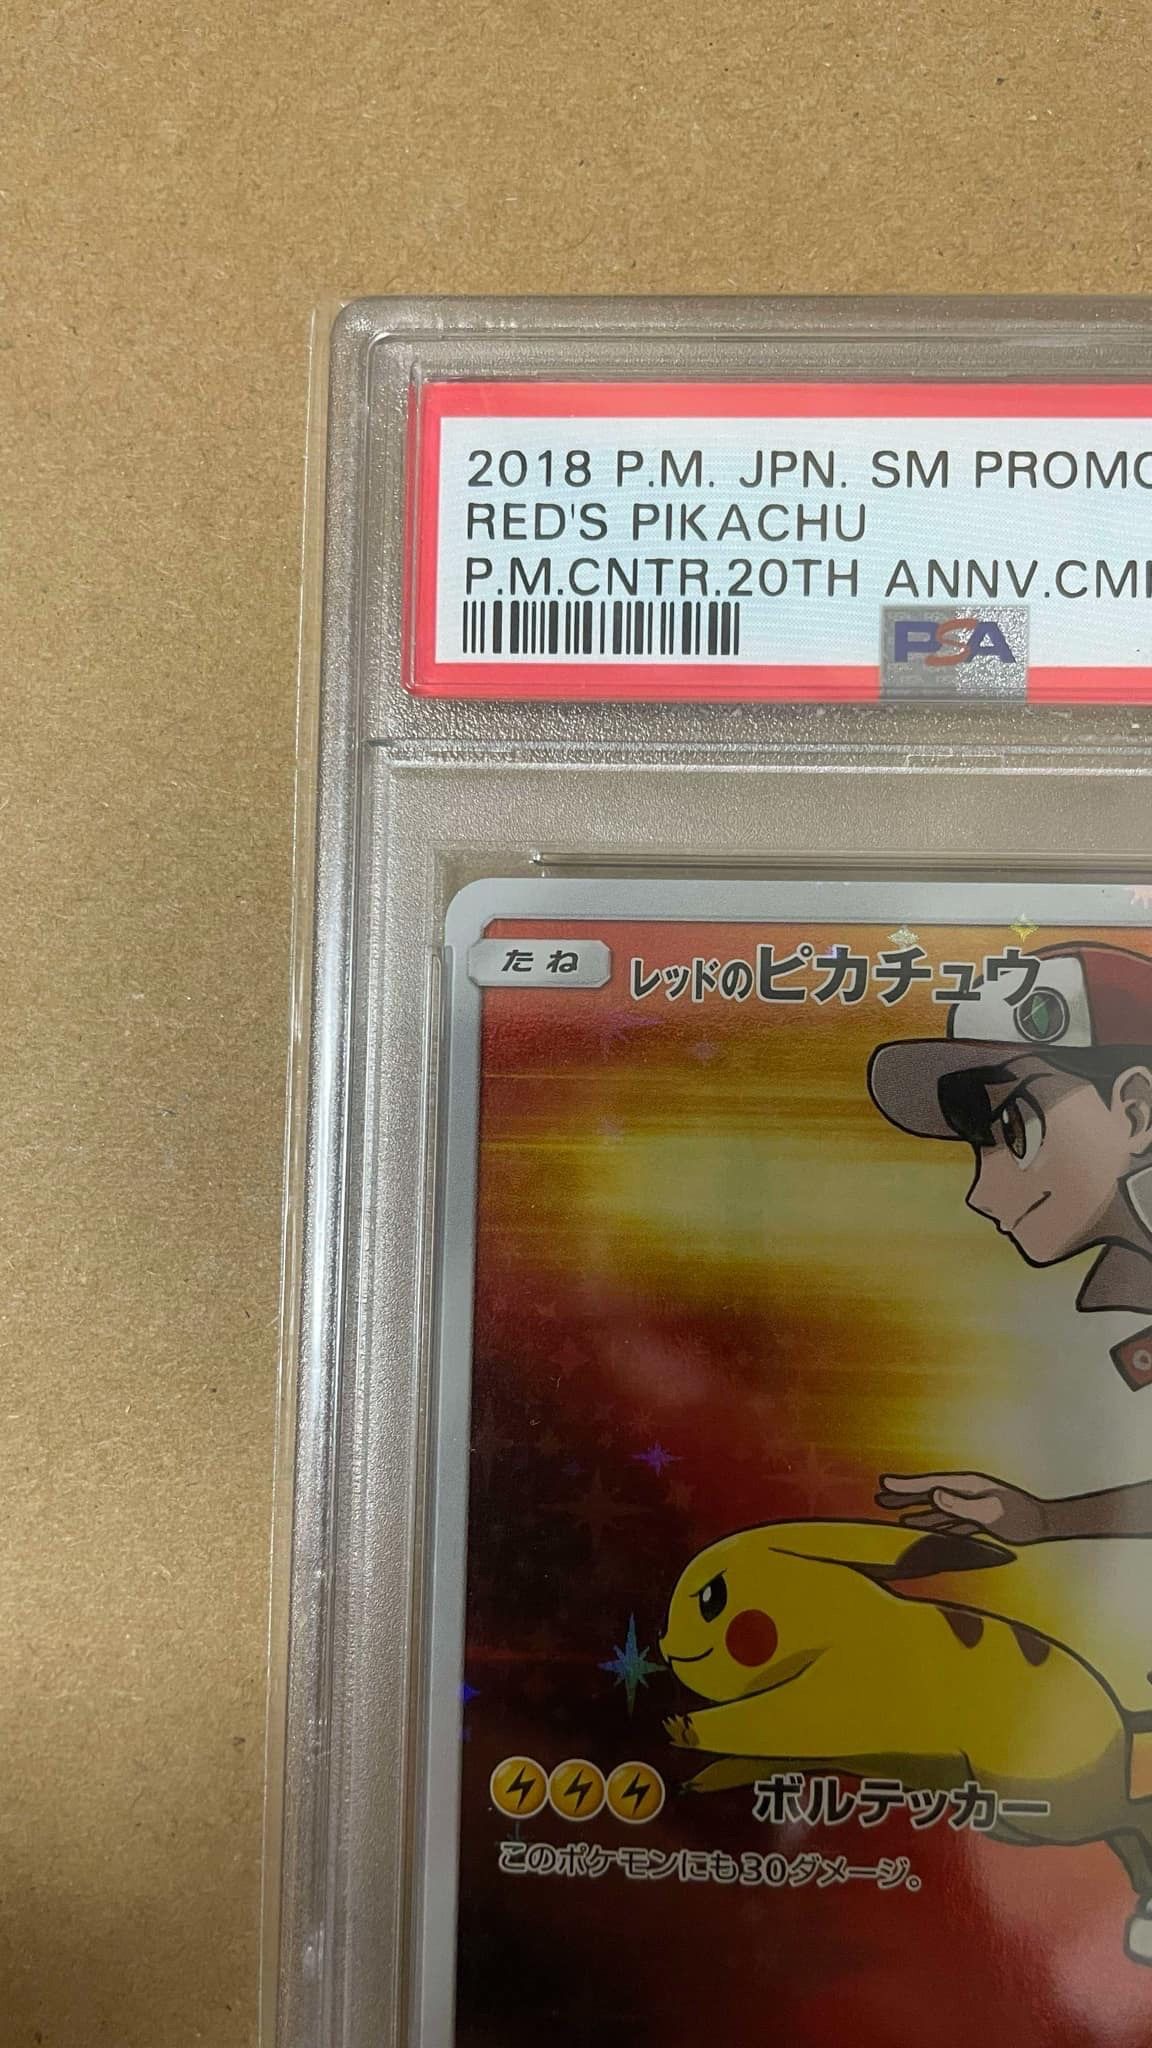 2018 P.M. JPN. SM PROMO
RED'S PIKACHU
P.M.CNTR.20TH ANNV.CMP
PSA
たね レッドのピカチュウ
ボルテッカー
このポケモンにも30ダメージ。